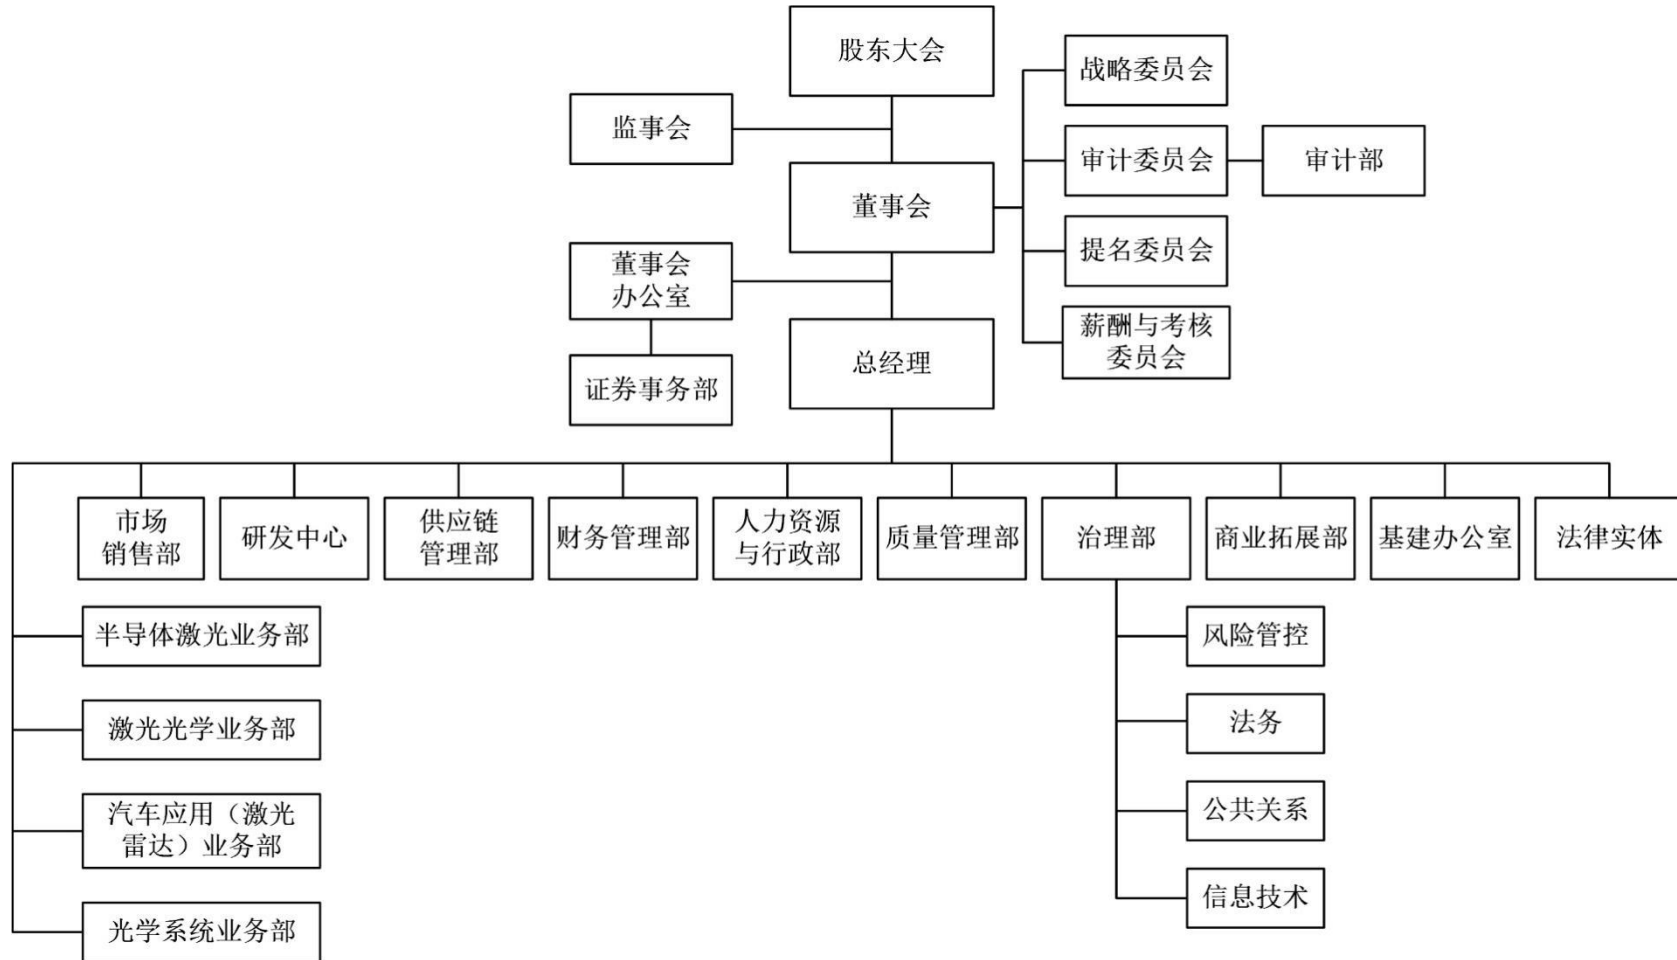 股东大会
战略委员会
监事会
审计委员会
审计部
董事会
提名委员会
董事会
办公室
薪酬与考核
委员会
总经理
证券事务部
市场
销售部
研发中心
供应链
管理部
财务管理部
人力资源
与行政部
质量管理部
治理部
商业拓展部
基建办公室
法律实体
半导体激光业务部
激光光学业务部
汽车应用（激光
雷达）业务部
光学系统业务部
风险管控
法务
公共关系
信息技术